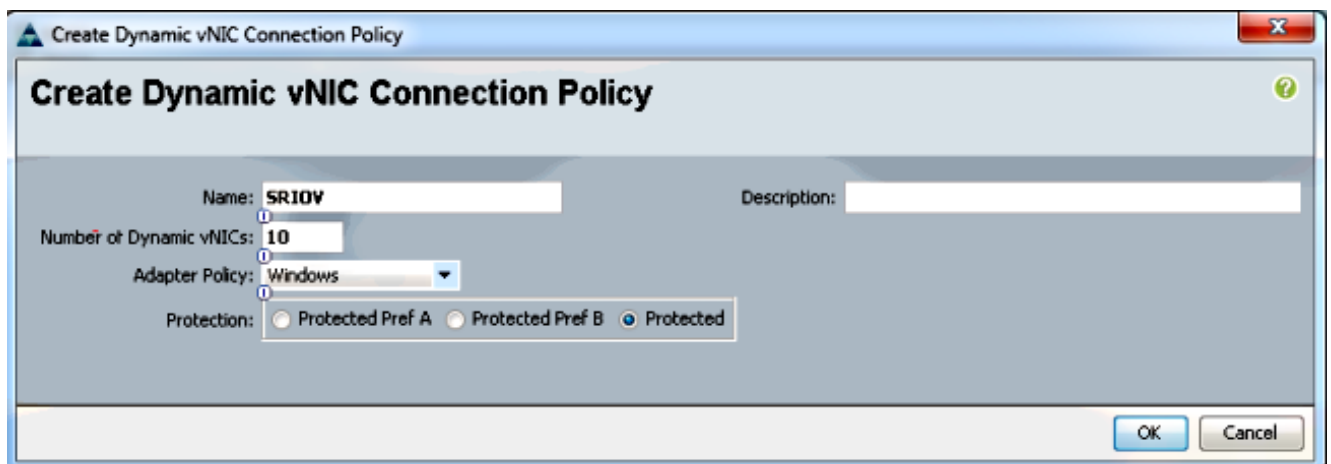 Create Dynamic vNIC Connection Policy
Create Dynamic vNIC Connection Policy
Name: SRIOV
Description:
Number of Dynamic vNICs: 10
Adapter Policy: Windows
Protection: Protected Pref A Protected Pref B Protected
OK Cancel